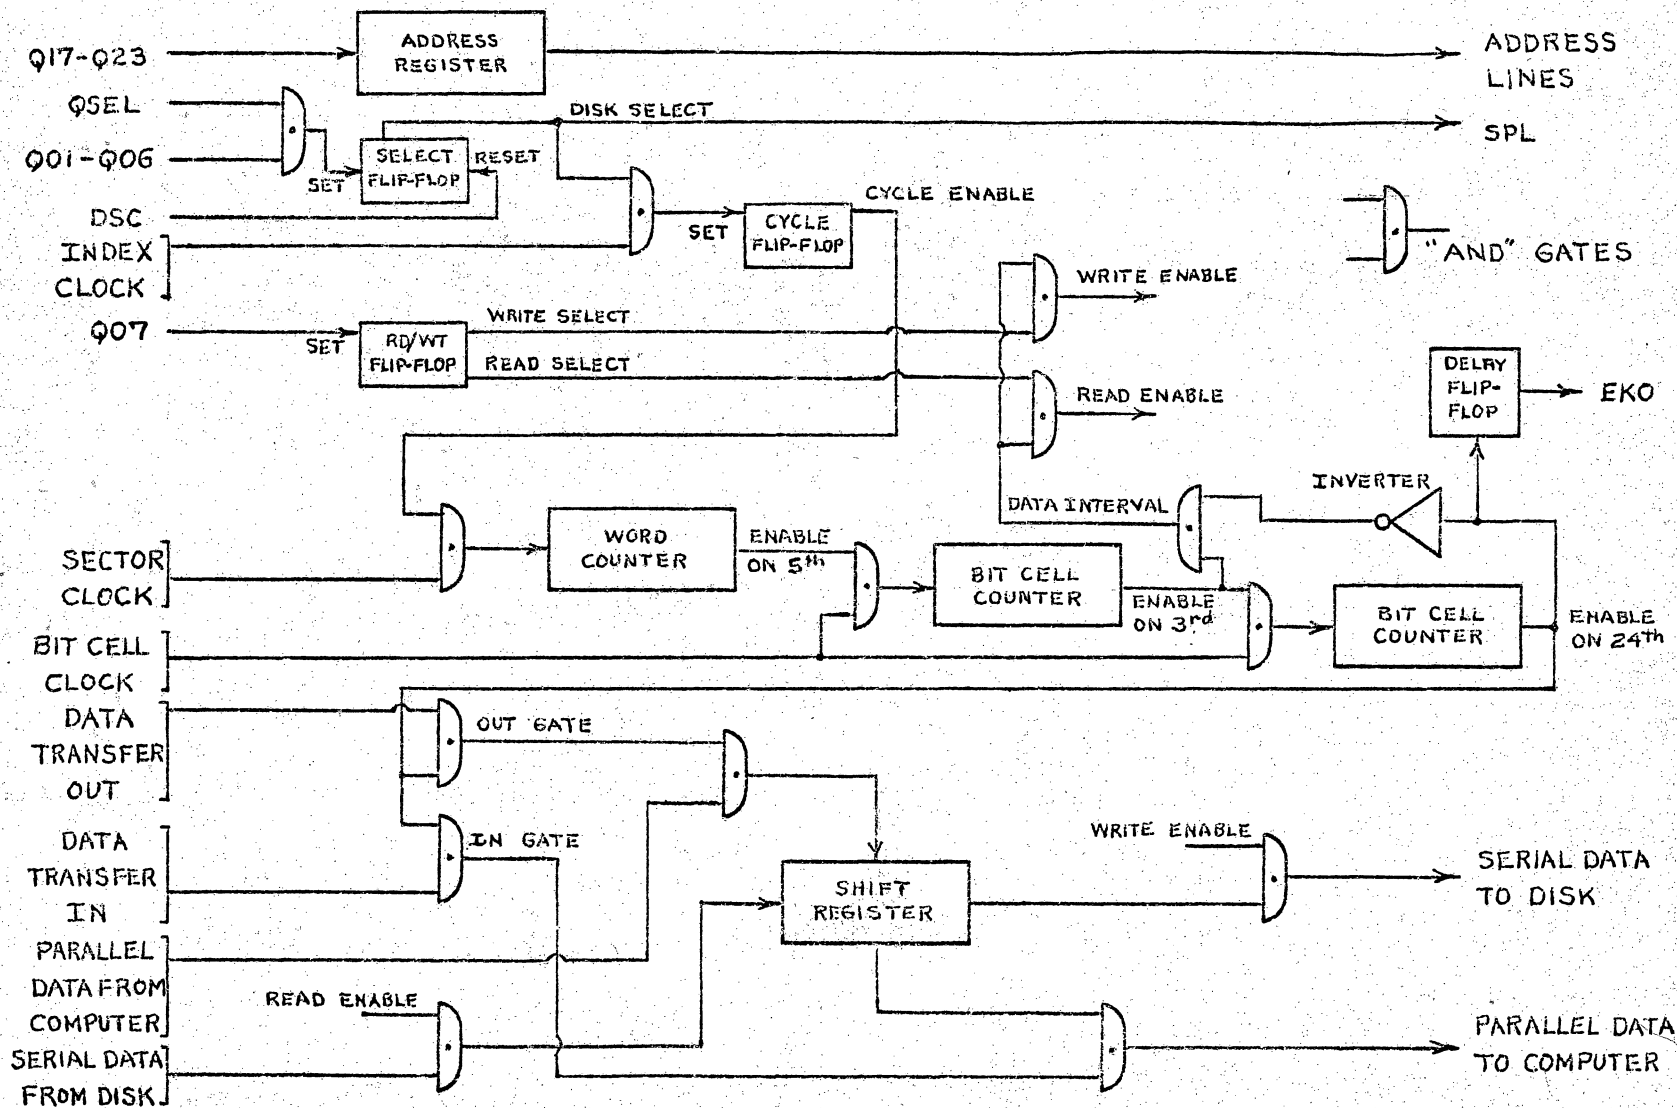 Q17-Q23
ADDRESS
REGISTER
ADDRESS
LINES
QSEL
Q01-Q06
SET
SELECT
FLIP-FLOP
RESET
DISK SELECT
SPL
DSC
INDEX
CLOCK
SET
CYCLE
FLIP-FLOP
CYCLE ENABLE
"AND" GATES
Q07
SET
RD/WT
FLIP-FLOP
WRITE SELECT
READ SELECT
WRITE ENABLE
READ ENABLE
DELAY
FLIP-
FLOP
EKO
INVERTER
DATA INTERVAL
SECTOR
CLOCK
WORD
COUNTER
ENABLE
ON 5th
BIT CELL
COUNTER
ENABLE
ON 3rd
BIT CELL
COUNTER
ENABLE
ON 24th
BIT CELL
CLOCK
DATA
TRANSFER
OUT
OUT GATE
DATA
TRANSFER
IN
IN GATE
SHIFT
REGISTER
WRITE ENABLE
SERIAL DATA
TO DISK
PARALLEL
DATA FROM
COMPUTER
READ ENABLE
SERIAL DATA
FROM DISK
PARALLEL DATA
TO COMPUTER